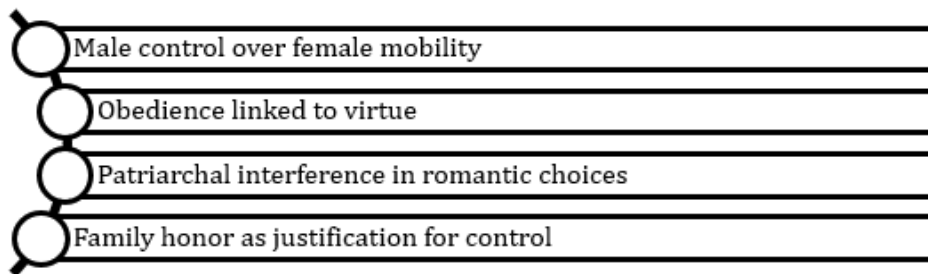 Male control over female mobility
Obedience linked to virtue
Patriarchal interference in romantic choices
Family honor as justification for control